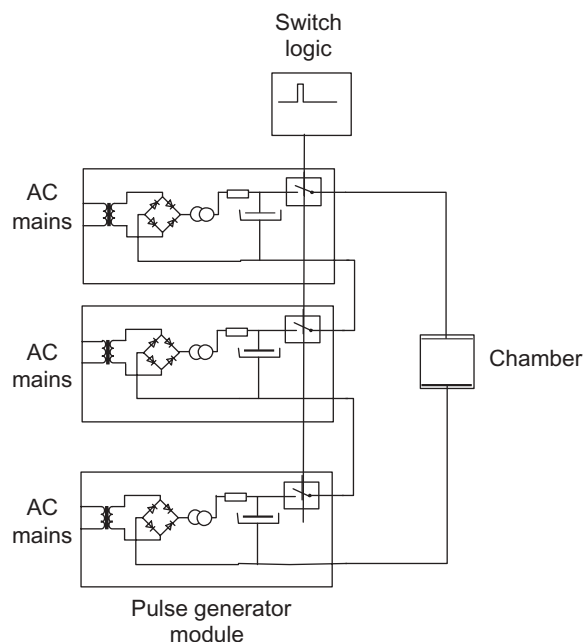 Switch
logic
AC
mains
AC
mains
Chamber
AC
mains
Pulse generator
module